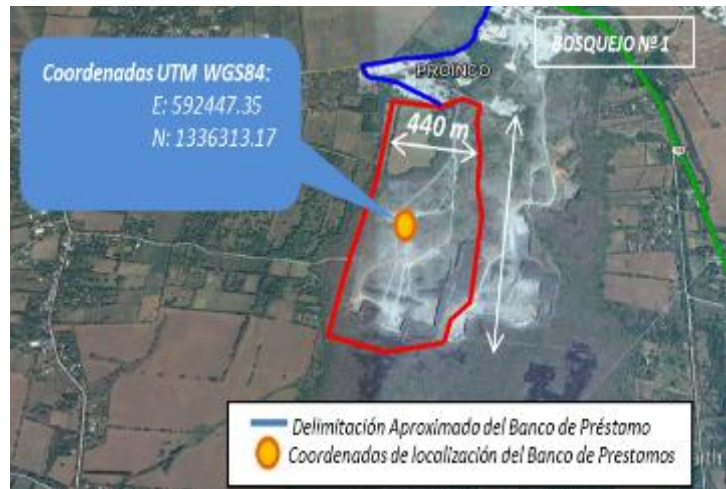 BOSQUEJO Nº 1
Coordenadas UTM WGS84:
E: 592447.35
N: 1336313.17
PROINCO
440 m
Delimitación Aproximada del Banco de Préstamo
Coordenadas de localización del Banco de Prestamos